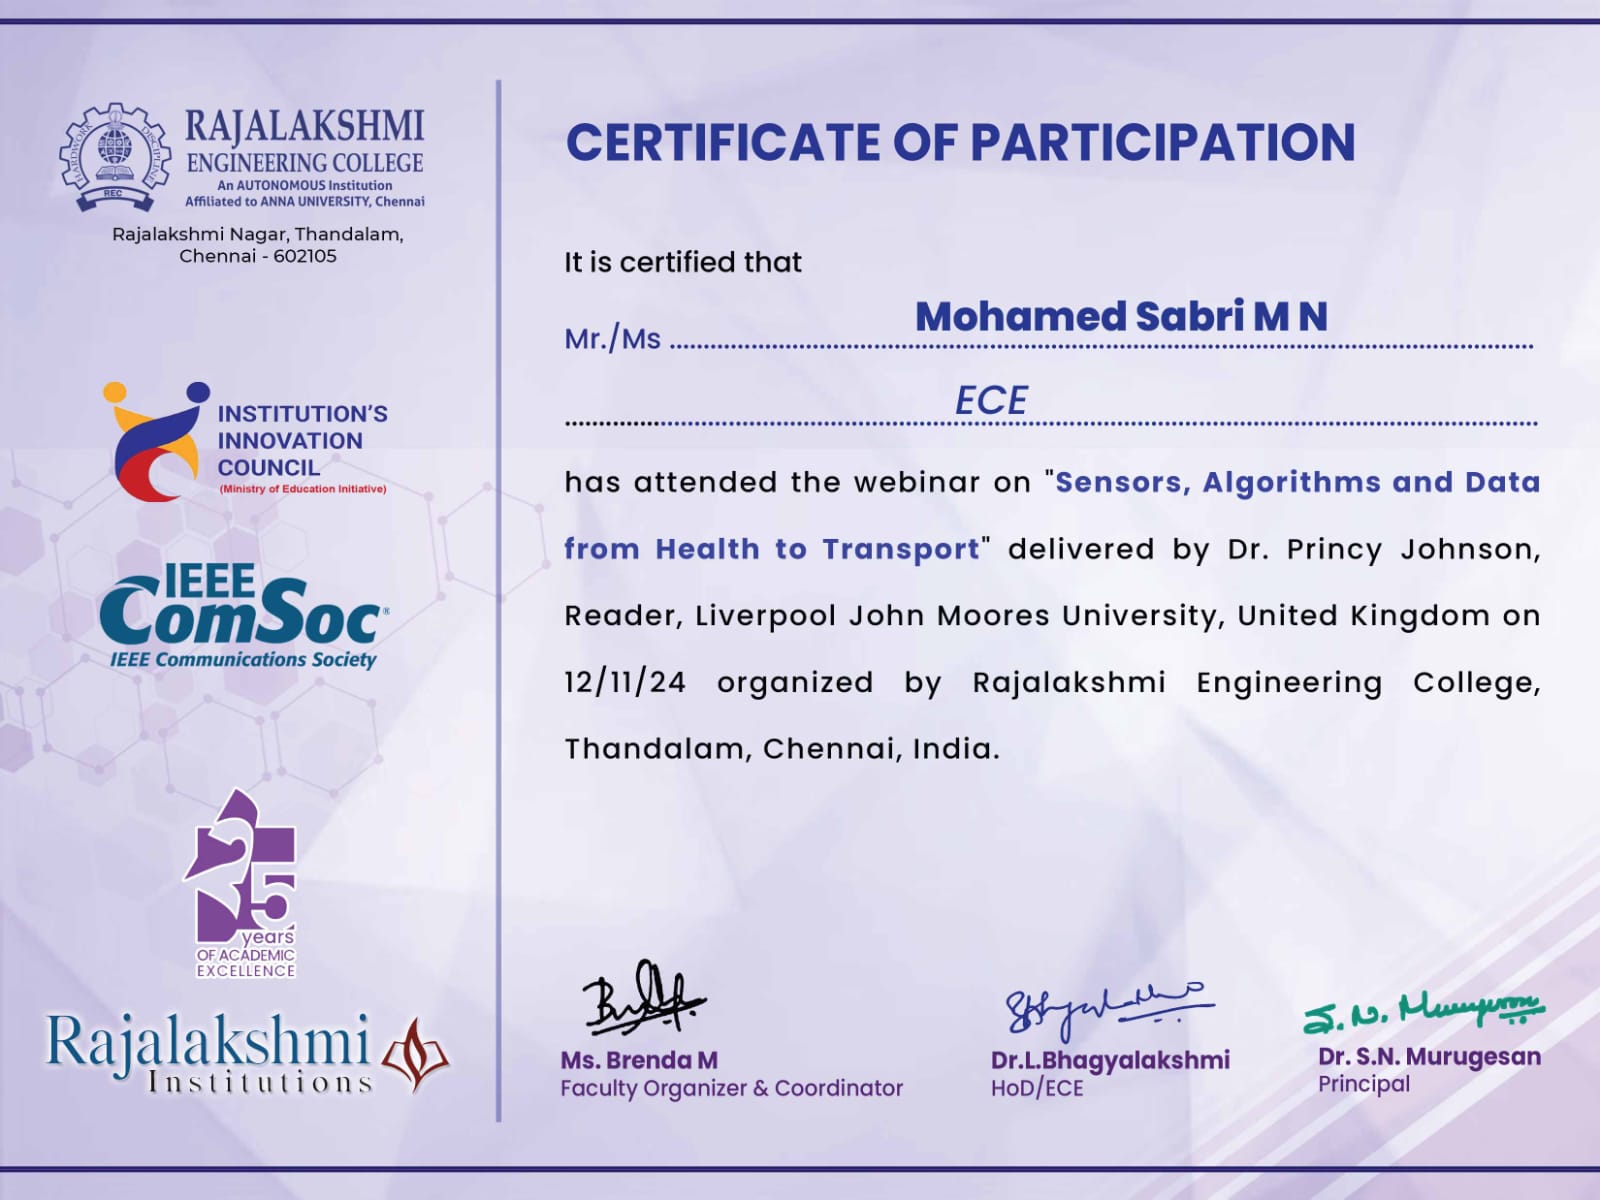 HARDWORK
DISCIPLINE
REC
RAJALAKSHMI
ENGINEERING COLLEGE
An AUTONOMOUS Institution
Affiliated to ANNA UNIVERSITY, Chennai
Rajalakshmi Nagar, Thandalam,
Chennai - 602105
INSTITUTION'S
INNOVATION
COUNCIL
(Ministry of Education Initiative)
IEEE
ComSoc®
IEEE Communications Society
25
years
OF ACADEMIC
EXCELLENCE
Rajalakshmi
Institutions
CERTIFICATE OF PARTICIPATION
It is certified that
Mr./Ms Mohamed Sabri M N
ECE
has attended the webinar on "Sensors, Algorithms and Data
from Health to Transport" delivered by Dr. Princy Johnson,
Reader, Liverpool John Moores University, United Kingdom on
12/11/24 organized by Rajalakshmi Engineering College,
Thandalam, Chennai, India.
S. N. Murugesan
Ms. Brenda M
Faculty Organizer & Coordinator
Dr.L.Bhagyalakshmi
HoD/ECE
Dr. S.N. Murugesan
Principal